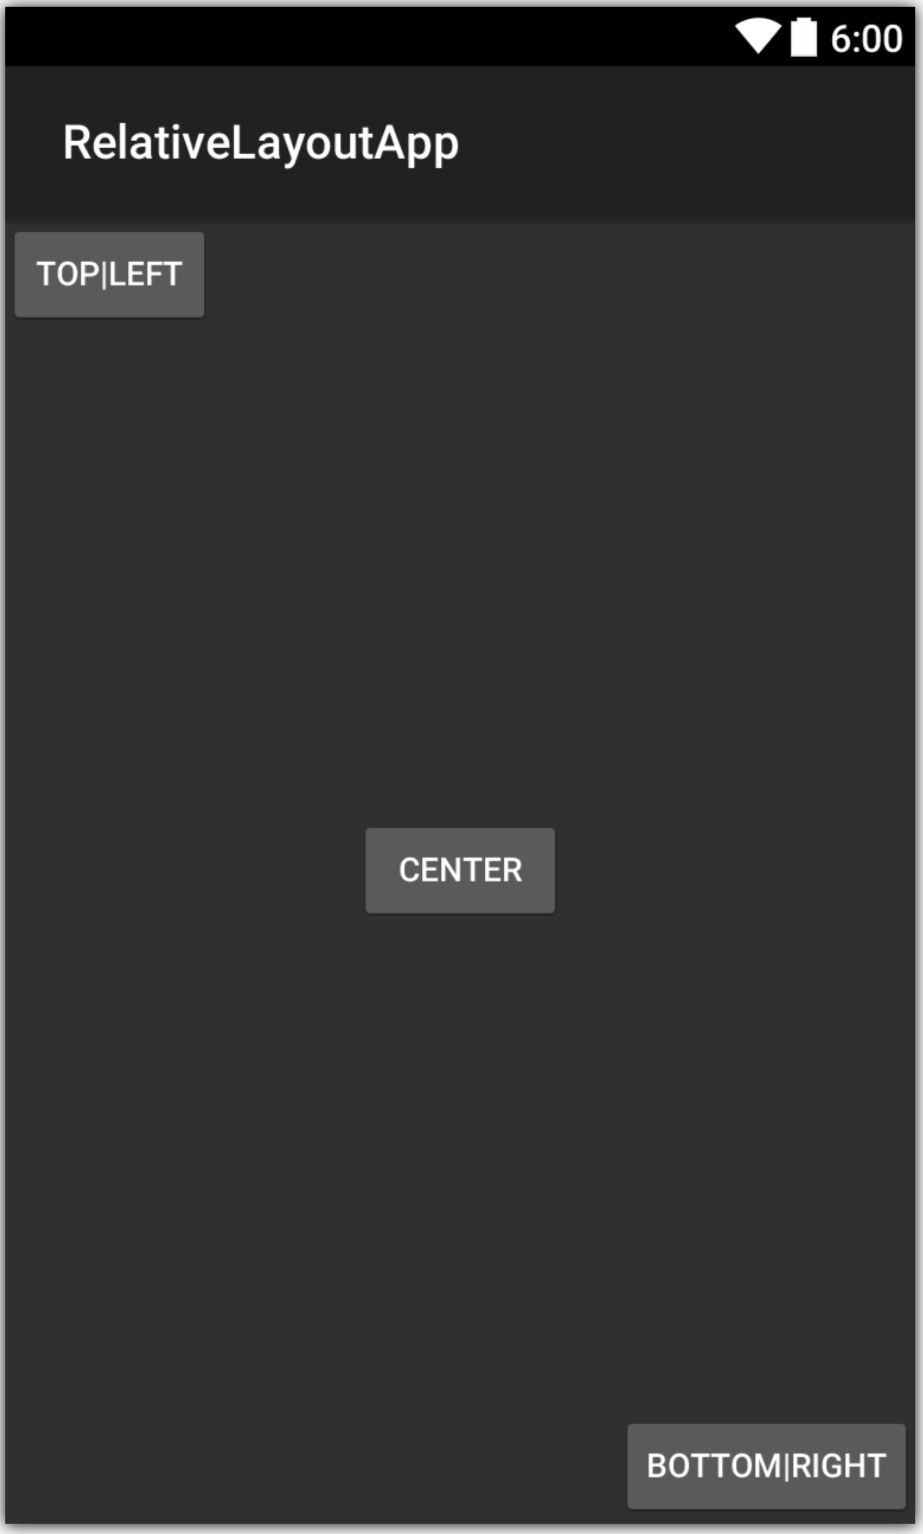 6:00
RelativeLayoutApp
TOP|LEFT
CENTER
BOTTOM|RIGHT